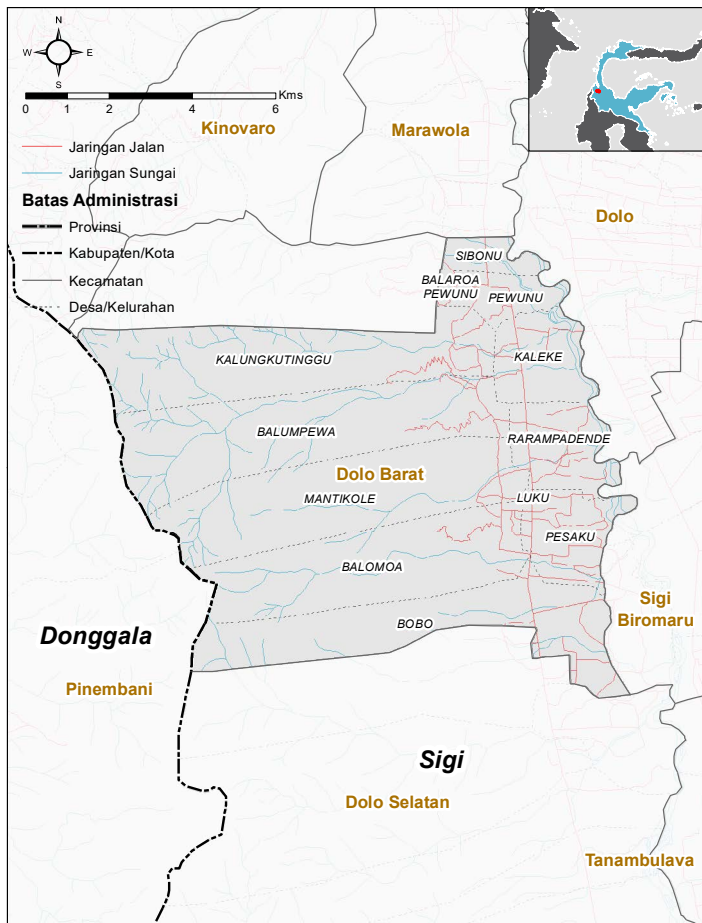 N
W E
S
Kms
0 1 2 4 6
Jaringan Jalan
Jaringan Sungai
Batas Administrasi
Provinsi
Kabupaten/Kota
Kecamatan
Desa/Kelurahan
Kinovaro
Marawola
Dolo
SIBONU
BALAROA
PEWUNU
PEWUNU
KALUNGKUTINGGU
KALEKE
BALUMPEWA
RARAMPADENDE
Dolo Barat
MANTIKOLE
LUKU
PESAKU
BALOMOA
BOBO
Sigi
Biromaru
Donggala
Pinembani
Sigi
Dolo Selatan
Tanambulava